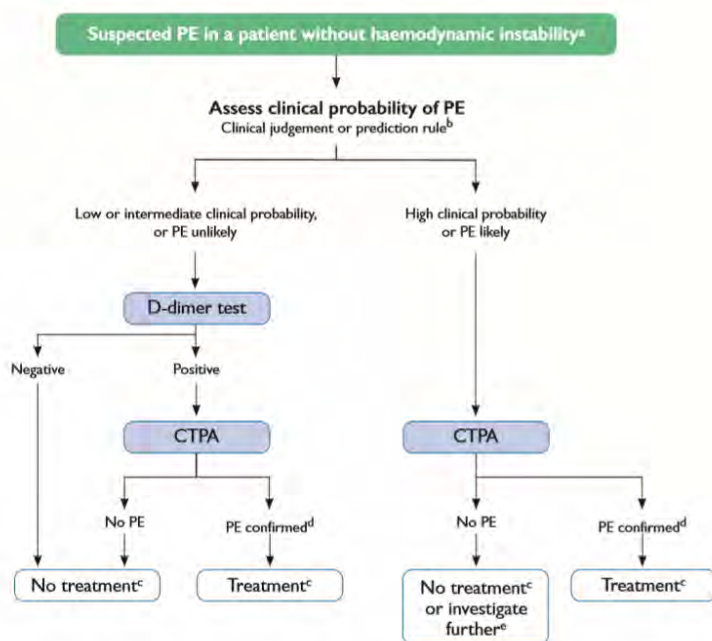 Suspected PE in a patient without haemodynamic instabilityᵃ
Assess clinical probability of PE
Clinical judgement or prediction ruleᵇ
Low or intermediate clinical probability,
or PE unlikely
High clinical probability
or PE likely
D-dimer test
Negative
Positive
CTPA
CTPA
No PE
PE confirmedᵈ
No PE
PE confirmedᵈ
No treatmentᶜ
Treatmentᶜ
No treatmentᶜ
or investigate
furtherᵉ
Treatmentᶜ